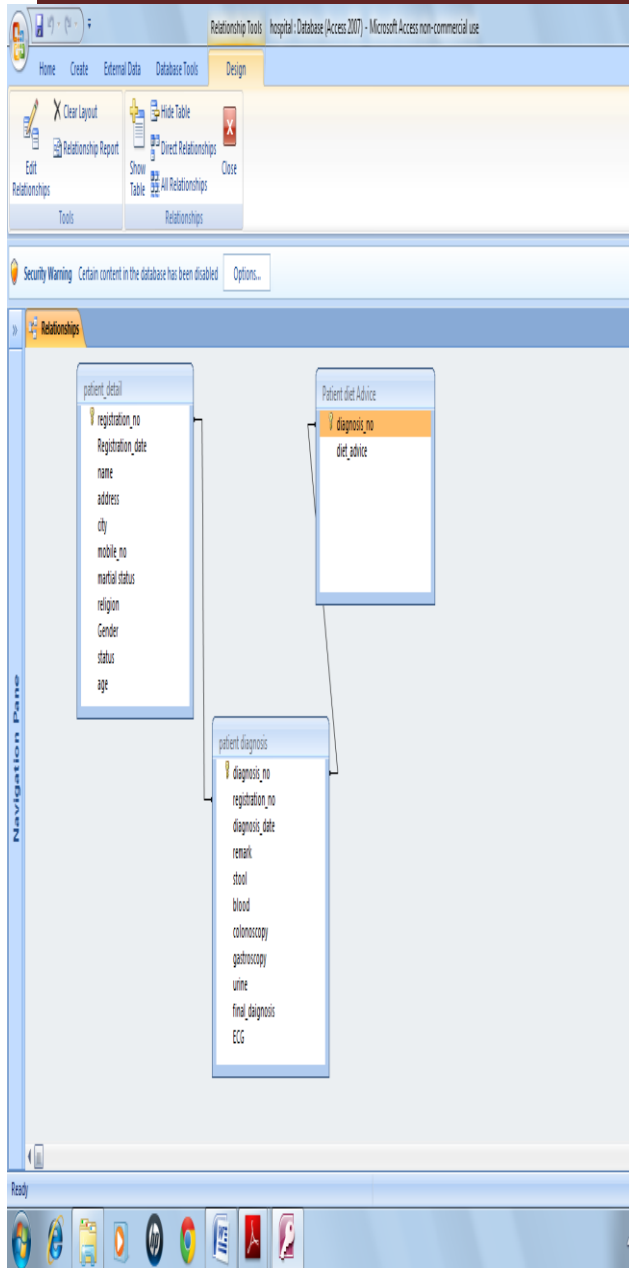 Relationship Tools hospital : Database (Access 2007) - Microsoft Access non-commercial use
Home Create External Data Database Tools Design
Clear Layout
Relationship Report
Edit Relationships
Tools
Show Table
Hide Table
Direct Relationships
All Relationships
Close
Relationships
Security Warning Certain content in the database has been disabled Options...
»
Relationships
Navigation Pane
patient_detail
registration_no
Registration_date
name
address
city
mobile_no
martial status
religion
Gender
status
age
Patient diet Advice
diagnosis_no
diet_advice
patient diagnosis
diagnosis_no
registration_no
diagnosis_date
remark
stool
blood
colonoscopy
gastroscopy
urine
final_daignosis
ECG
Ready
hp